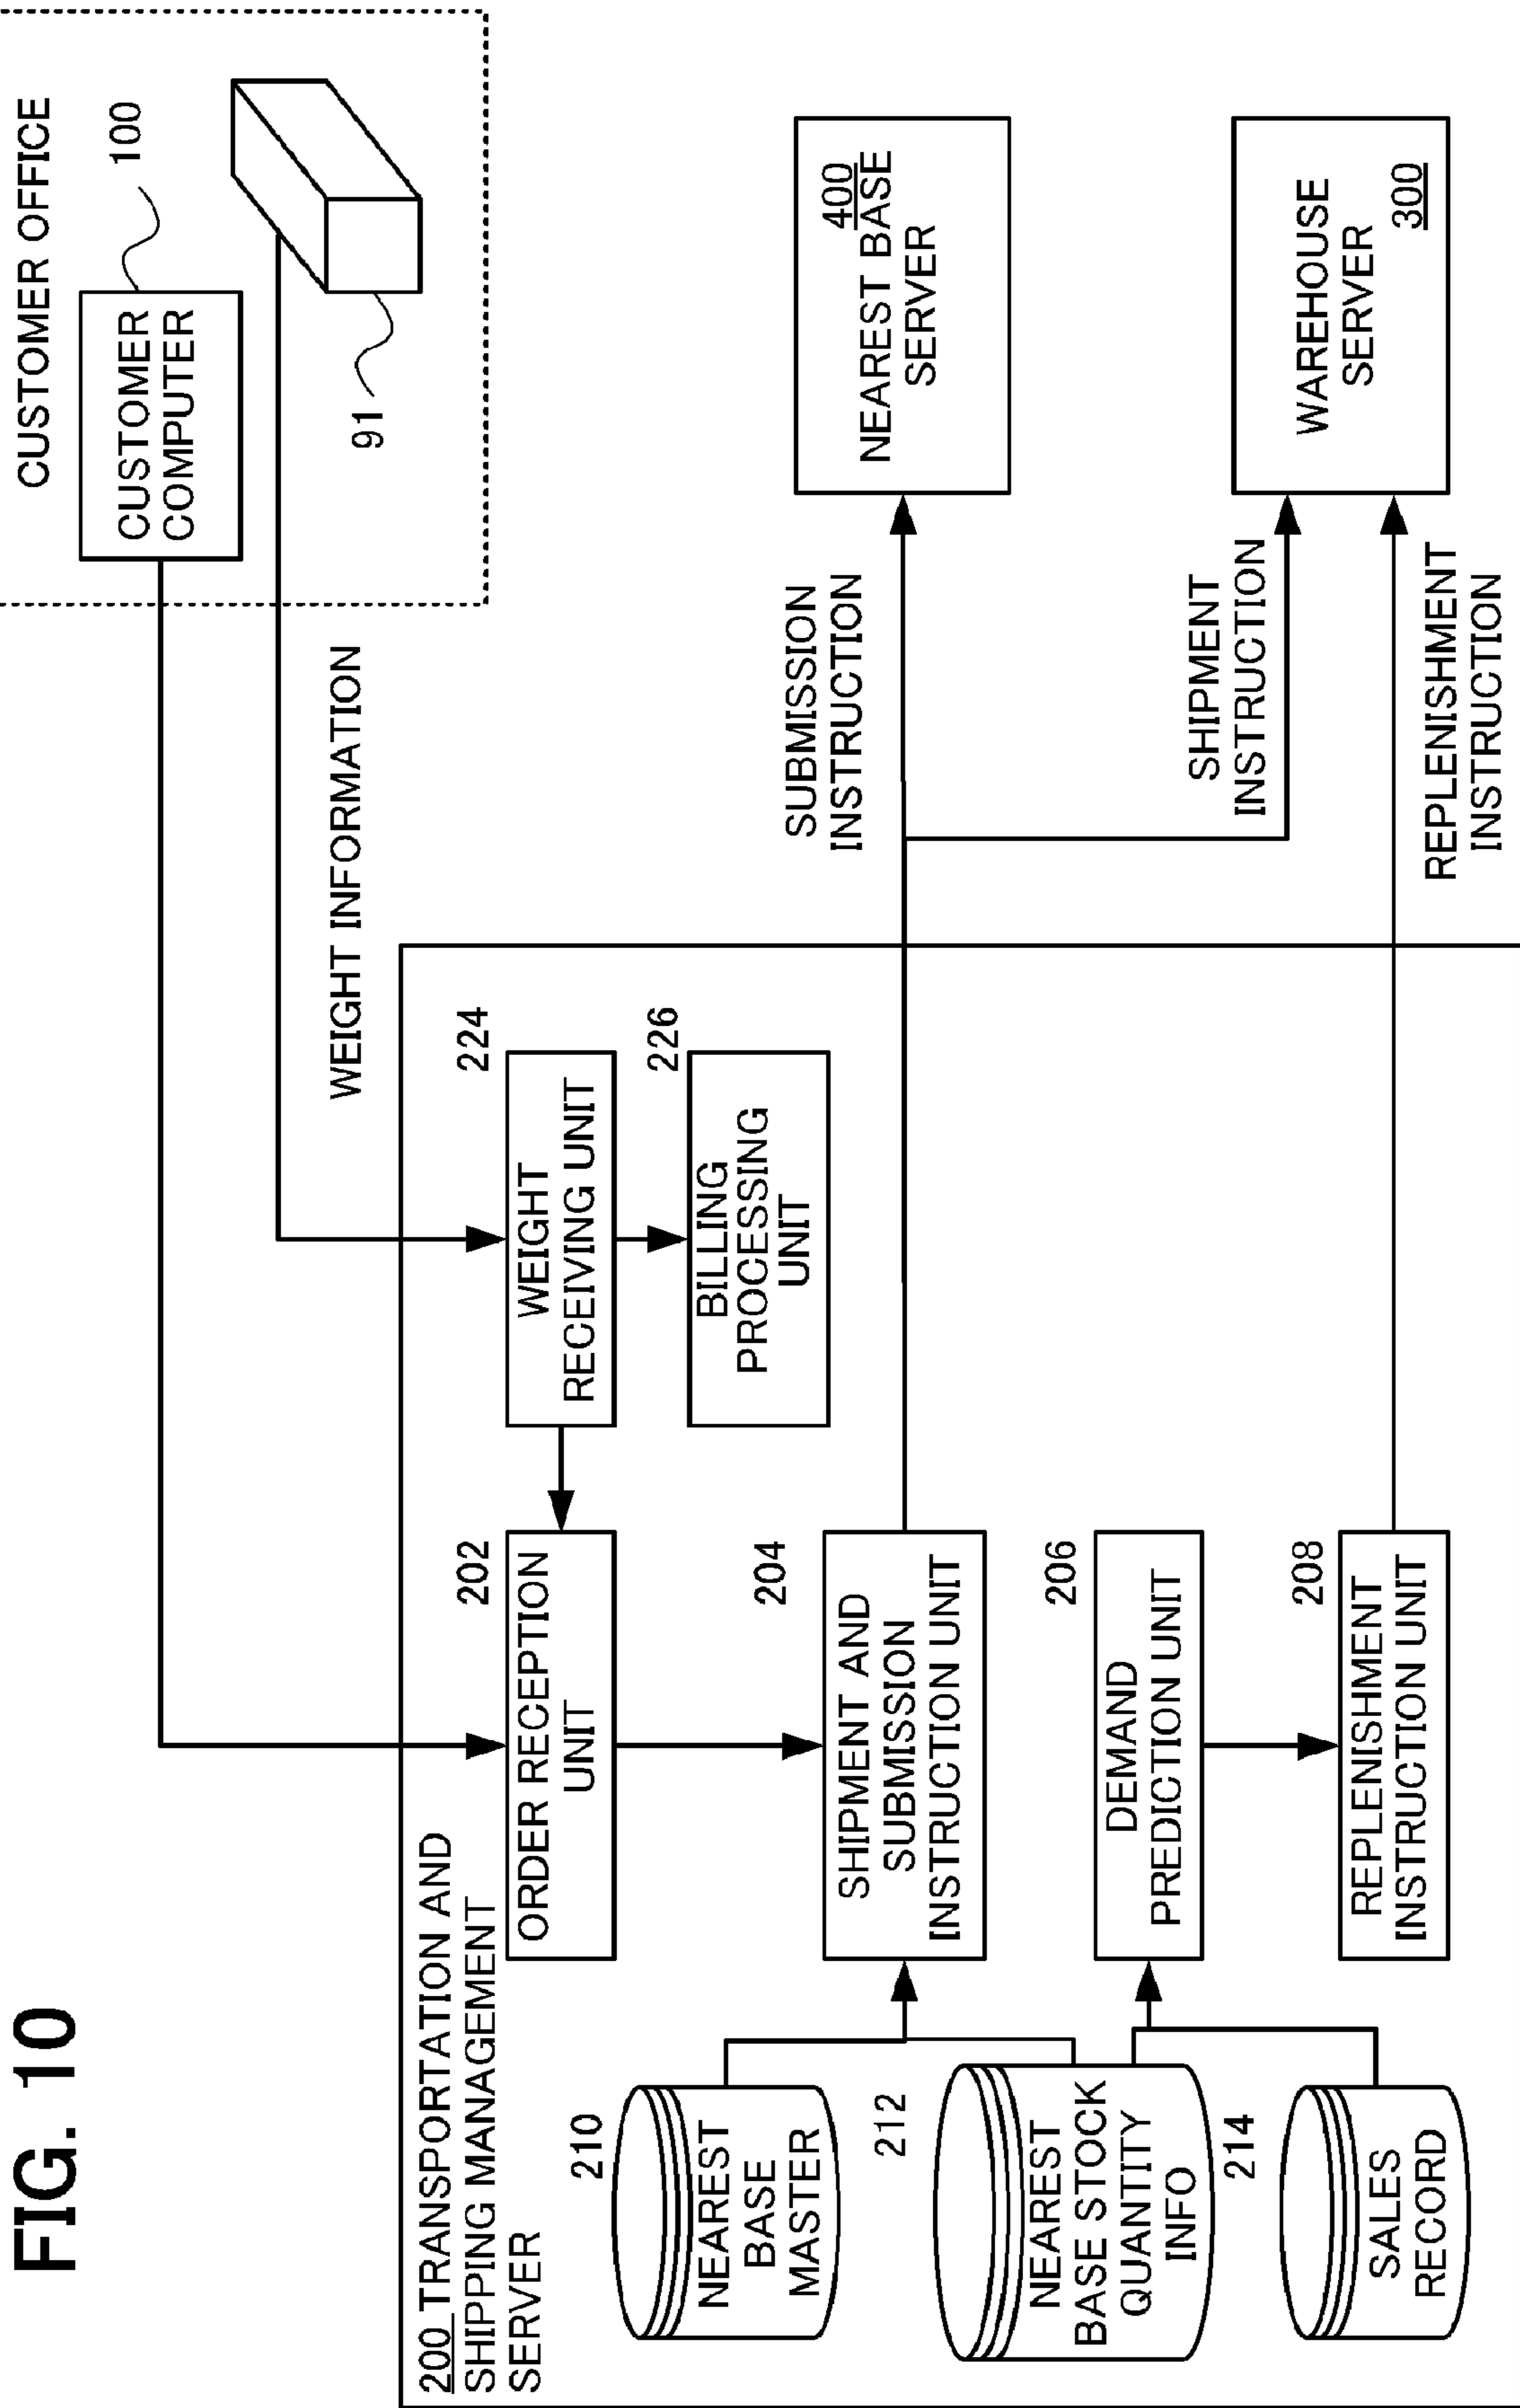 FIG. 10
CUSTOMER OFFICE
CUSTOMER
COMPUTER
100
91
WEIGHT INFORMATION
200 TRANSPORTATION AND
SHIPPING MANAGEMENT
SERVER
202
ORDER RECEPTION
UNIT
224
WEIGHT
RECEIVING UNIT
226
BILLING
PROCESSING
UNIT
210
NEAREST
BASE
MASTER
204
SHIPMENT AND
SUBMISSION
INSTRUCTION UNIT
SUBMISSION
INSTRUCTION
400
NEAREST BASE
SERVER
212
NEAREST
BASE STOCK
QUANTITY
INFO
206
DEMAND
PREDICTION UNIT
SHIPMENT
INSTRUCTION
WAREHOUSE
SERVER
300
214
SALES
RECORD
208
REPLENISHMENT
INSTRUCTION UNIT
REPLENISHMENT
INSTRUCTION